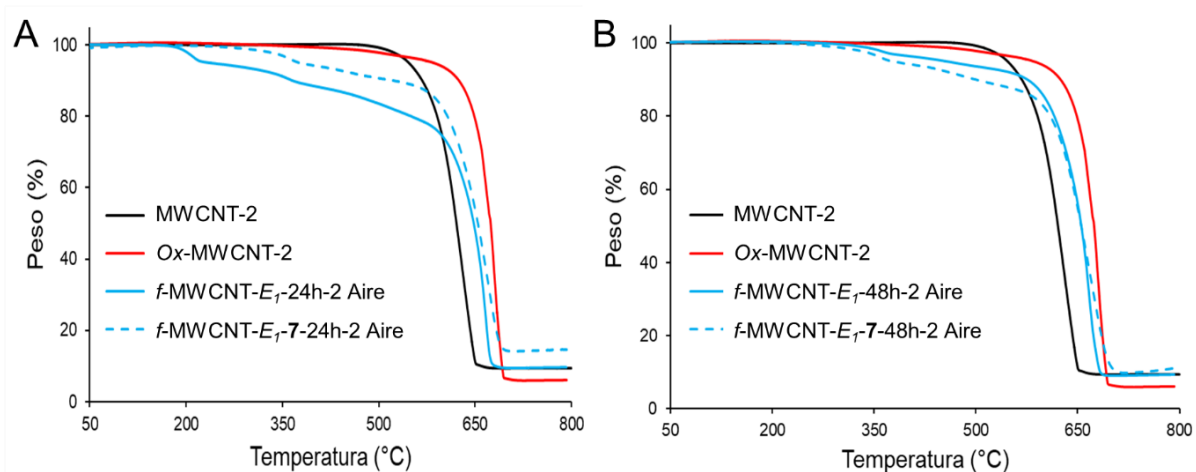 A
Peso (%)
100
80
60
40
20
0
MWCNT-2
Ox-MWCNT-2
f-MWCNT-E1-24h-2 Aire
f-MWCNT-E1-7-24h-2 Aire
50 200 350 500 650 800
Temperatura (°C)
B
Peso (%)
100
80
60
40
20
0
MWCNT-2
Ox-MWCNT-2
f-MWCNT-E1-48h-2 Aire
f-MWCNT-E1-7-48h-2 Aire
50 200 350 500 650 800
Temperatura (°C)